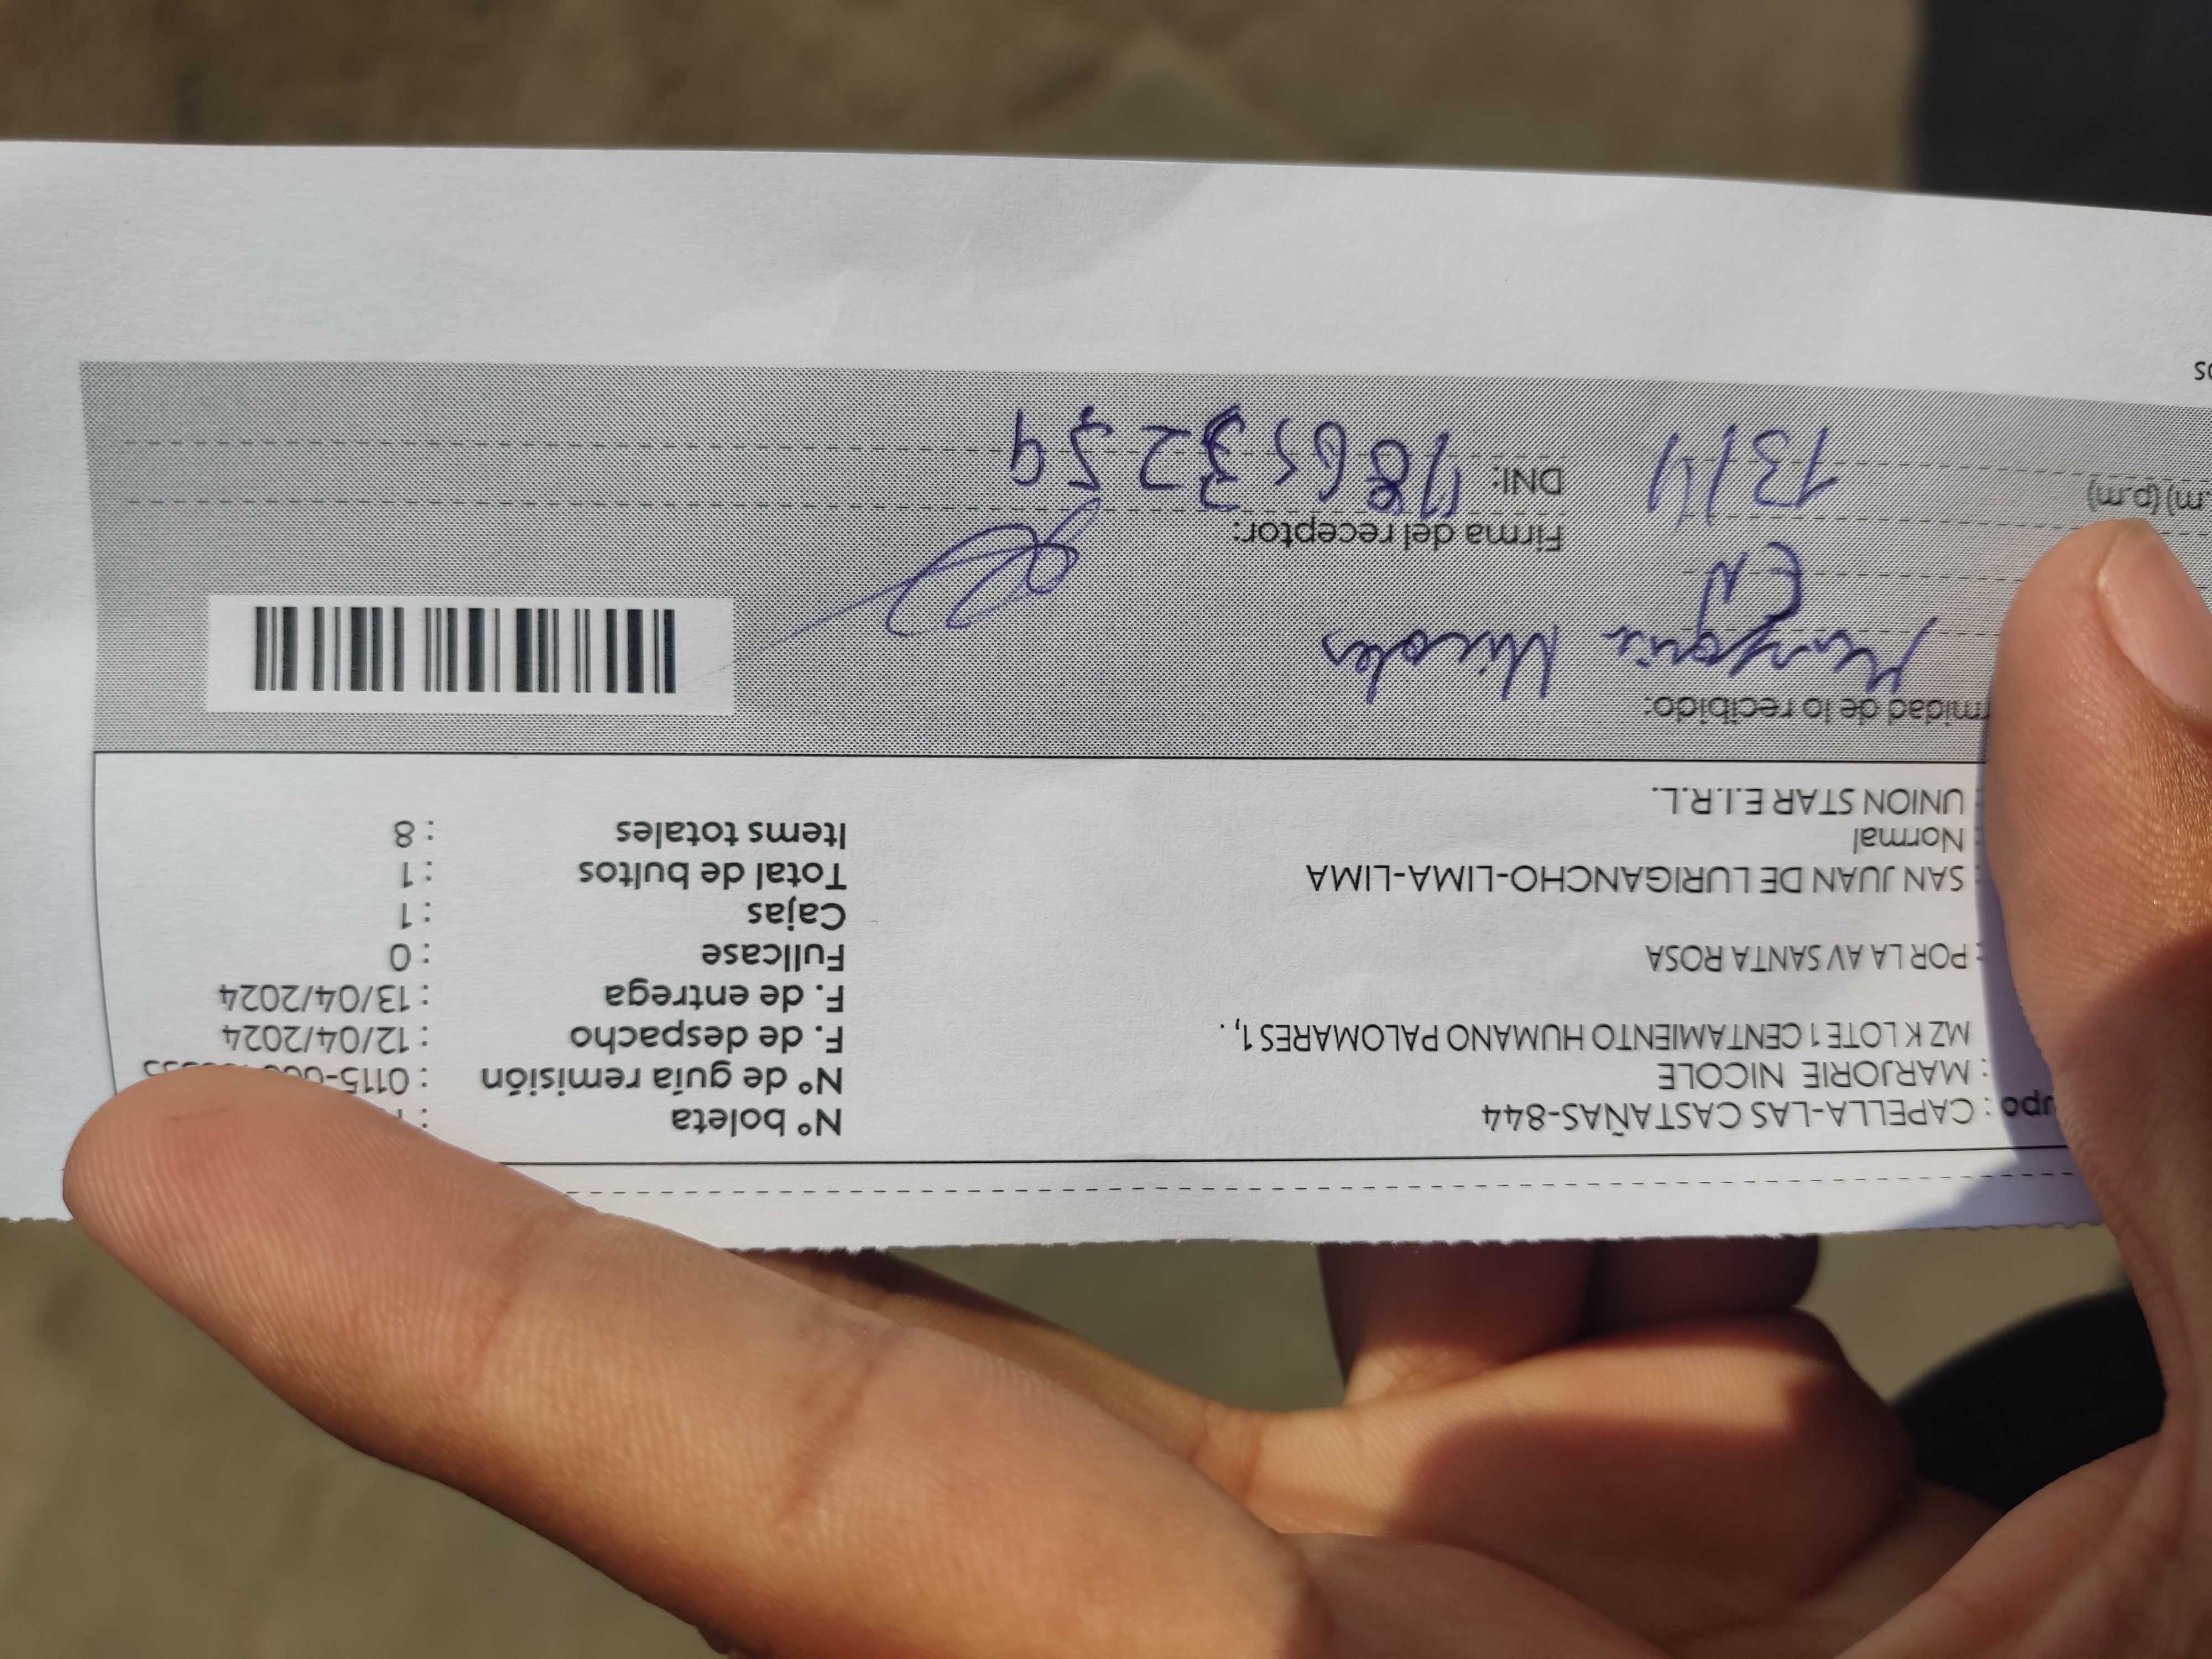 upo : CAPELLA-LAS CASTAÑAS-844
: MARJORIE NICOLE
MZ K LOTE 1 CENTAMIENTO HUMANO PALOMARES 1, .
: POR LA AV SANTA ROSA
: SAN JUAN DE LURIGANCHO-LIMA-LIMA
: Normal
: UNION STAR E.I.R.L.
N° boleta :
N° de guía remisión : 0115-
F. de despacho : 12/04/2024
F. de entrega : 13/04/2024
Fullcase : 0
Cajas : 1
Total de bultos : 1
Items totales : 8
rmidad de lo recibido:
EN
Firma del receptor:
.m) (p.m)
13/4
DNI:
os